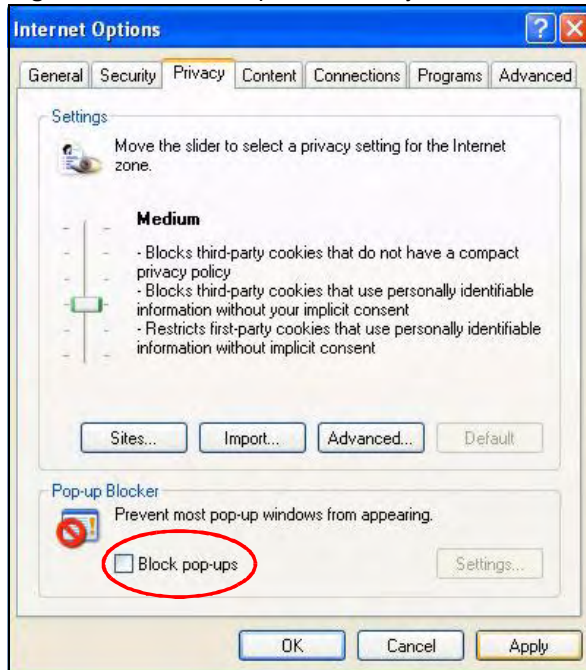 Internet Options
General Security Privacy Content Connections Programs Advanced
Settings
Move the slider to select a privacy setting for the Internet
zone.
Medium
- Blocks third-party cookies that do not have a compact
privacy policy
- Blocks third-party cookies that use personally identifiable
information without your implicit consent
- Restricts first-party cookies that use personally identifiable
information without implicit consent
Sites... Import... Advanced... Default
Pop-up Blocker
Prevent most pop-up windows from appearing.
Block pop-ups Settings...
OK Cancel Apply